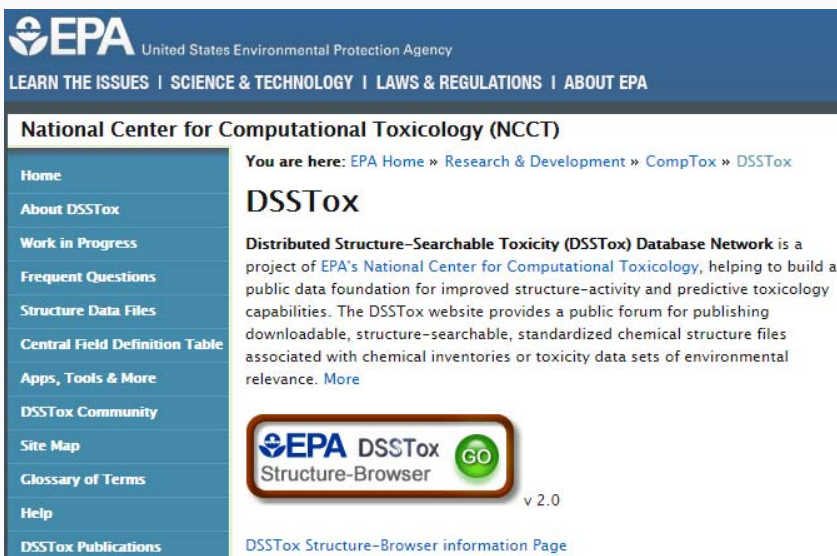 EPA United States Environmental Protection Agency
LEARN THE ISSUES | SCIENCE & TECHNOLOGY | LAWS & REGULATIONS | ABOUT EPA
National Center for Computational Toxicology (NCCT)
Home
About DSSTox
Work in Progress
Frequent Questions
Structure Data Files
Central Field Definition Table
Apps, Tools & More
DSSTox Community
Site Map
Glossary of Terms
Help
DSSTox Publications
You are here: EPA Home » Research & Development » CompTox » DSSTox
DSSTox
Distributed Structure-Searchable Toxicity (DSSTox) Database Network is a
project of EPA's National Center for Computational Toxicology, helping to build a
public data foundation for improved structure-activity and predictive toxicology
capabilities. The DSSTox website provides a public forum for publishing
downloadable, structure-searchable, standardized chemical structure files
associated with chemical inventories or toxicity data sets of environmental
relevance. More
EPA DSSTox
Structure-Browser
GO
v 2.0
DSSTox Structure-Browser information Page